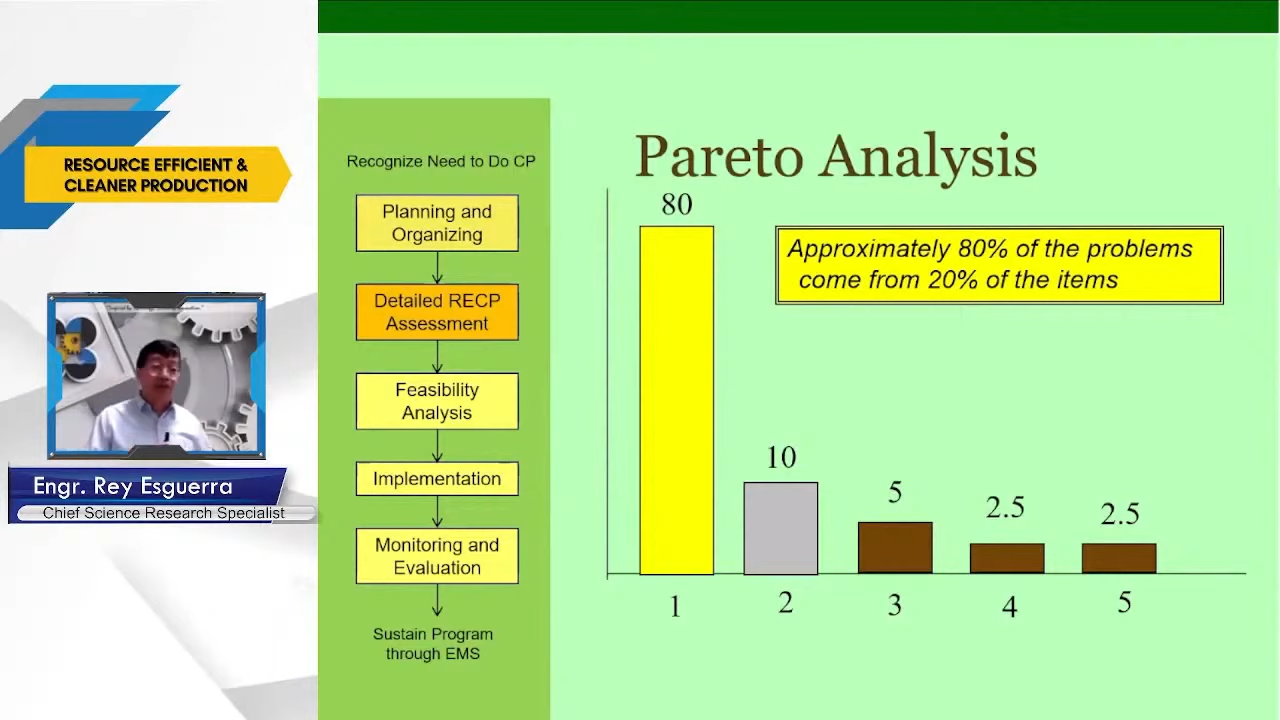 RESOURCE EFFICIENT &
CLEANER PRODUCTION
Engr. Rey Esguerra
Chief Science Research Specialist
Recognize Need to Do CP
Planning and
Organizing
Detailed RECP
Assessment
Feasibility
Analysis
Implementation
Monitoring and
Evaluation
Sustain Program
through EMS
Pareto Analysis
80
Approximately 80% of the problems
come from 20% of the items
10
5
2.5
2.5
1
2
3
4
5